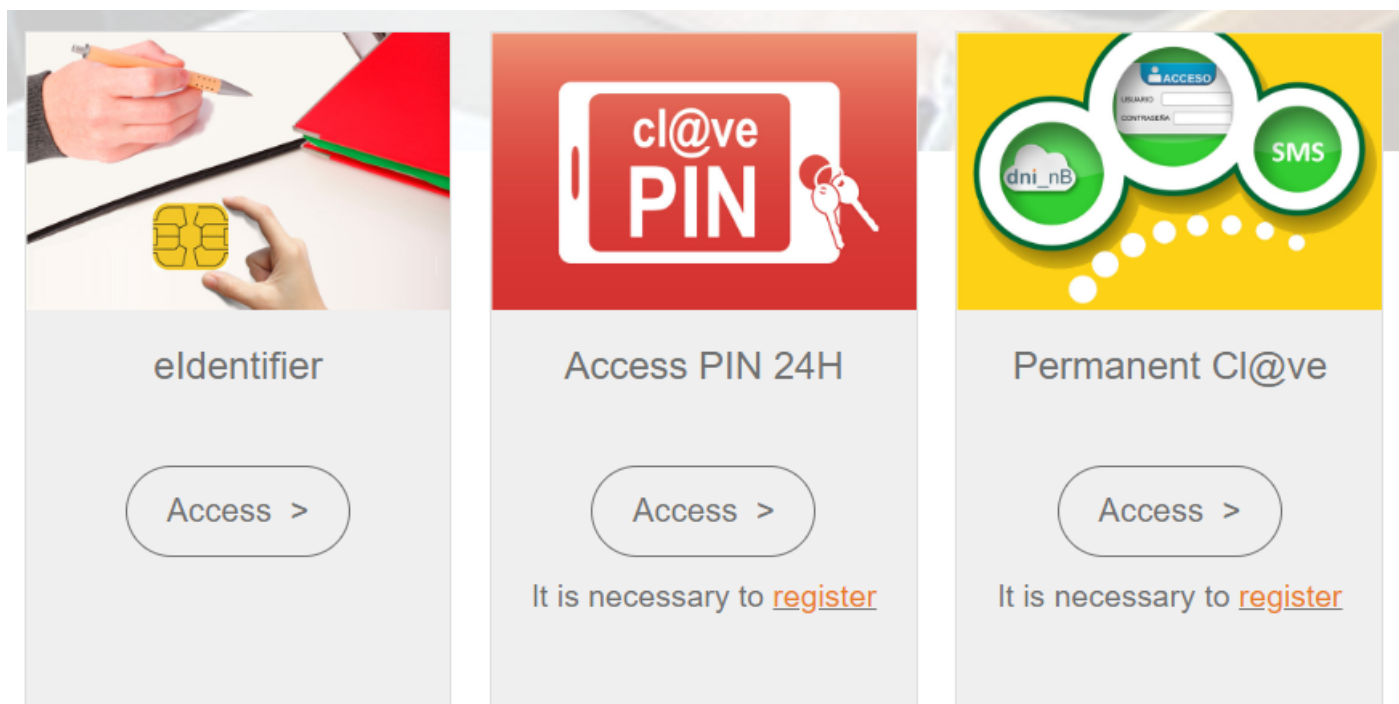 cl@ve
PIN
ACCESO
USUARIO
CONTRASEÑA
dni_nB
SMS
eIdentifier
Access PIN 24H
Permanent Cl@ve
Access >
Access >
Access >
It is necessary to register
It is necessary to register